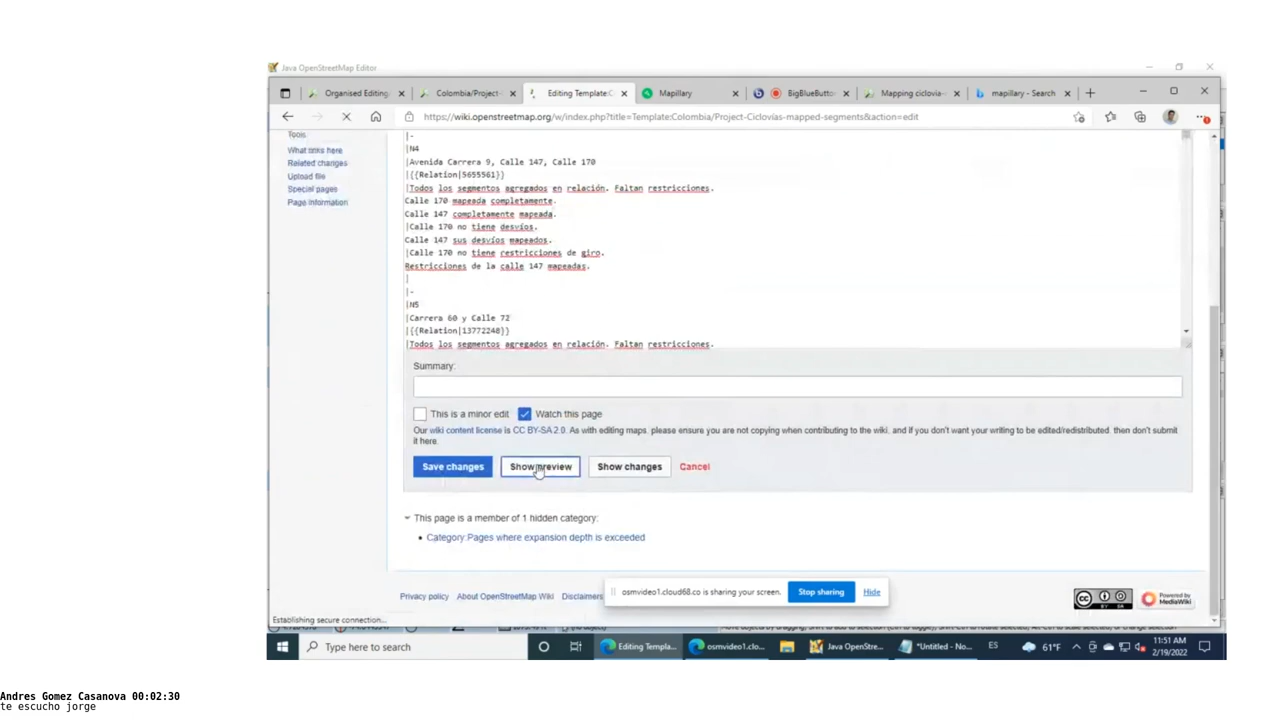 Java OpenStreetMap Editor
Organised Editing
Colombia/Project-
Editing Template:C
Mapillary
BigBlueButto
Mapping ciclovia-
mapillary - Search
https://wiki.openstreetmap.org/w/index.php?title=Template:Colombia/Project-Ciclovías-mapped-segments&action=edit
Tools
What links here
Related changes
Upload file
Special pages
Page information
|-
|N4
|Avenida Carrera 9, Calle 147, Calle 170
|{{Relation|5655561}}
|Todos los segmentos agregados en relación. Faltan restricciones.
Calle 170 mapeada completamente.
Calle 147 completamente mapeada.
|Calle 170 no tiene desvíos.
Calle 147 sus desvíos mapeados.
|Calle 170 no tiene restricciones de giro.
Restricciones de la calle 147 mapeadas.
|
|-
|N5
|Carrera 60 y Calle 72
|{{Relation|13772248}}
|Todos los segmentos agregados en relación. Faltan restricciones.
Summary:
This is a minor edit
Watch this page
Our wiki content license is CC BY-SA 2.0. As with editing maps, please ensure you are not copying when contributing to the wiki, and if you don't want your writing to be edited/redistributed, then don't submit
it here.
Save changes
Show preview
Show changes
Cancel
This page is a member of 1 hidden category:
Category:Pages where expansion depth is exceeded
Privacy policy
About OpenStreetMap Wiki
Disclaimers
osmvideo1.cloud68.co is sharing your screen.
Stop sharing
Hide
Powered by
MediaWiki
Establishing secure connection...
Type here to search
Editing Templa...
osmvideo1.clo...
Java OpenStre...
*Untitled - No...
ES
61°F
11:51 AM
2/19/2022
Andres Gomez Casanova 00:02:30
te escucho jorge